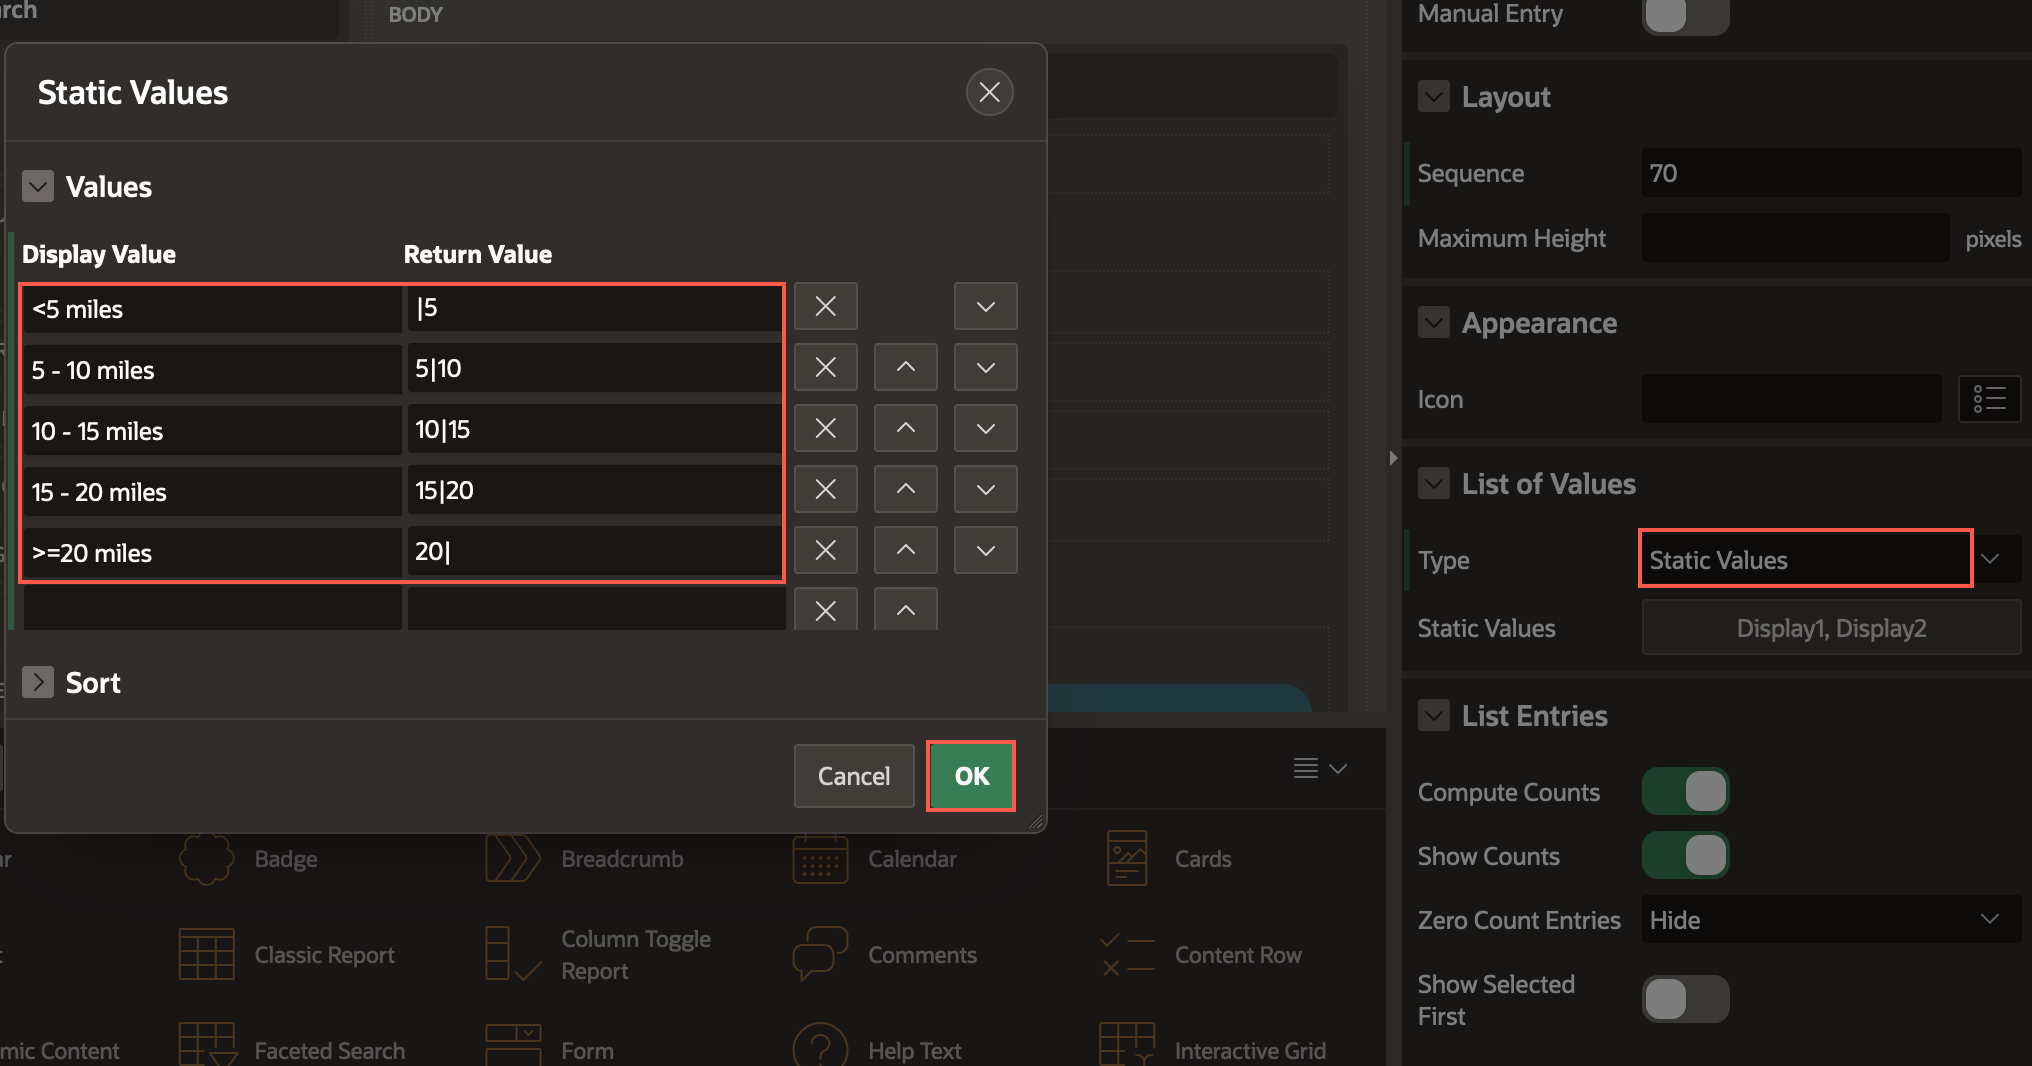 rch
BODY
Static Values
Values
Display Value
Return Value
<5 miles
|5
5 - 10 miles
5|10
10 - 15 miles
10|15
15 - 20 miles
15|20
>=20 miles
20|
Sort
Cancel
OK
Badge
Breadcrumb
Calendar
Cards
Classic Report
Column Toggle
Report
Comments
Content Row
mic Content
Faceted Search
Form
Help Text
Interactive Grid
Manual Entry
Layout
Sequence
70
Maximum Height
pixels
Appearance
Icon
List of Values
Type
Static Values
Static Values
Display1, Display2
List Entries
Compute Counts
Show Counts
Zero Count Entries
Hide
Show Selected
First